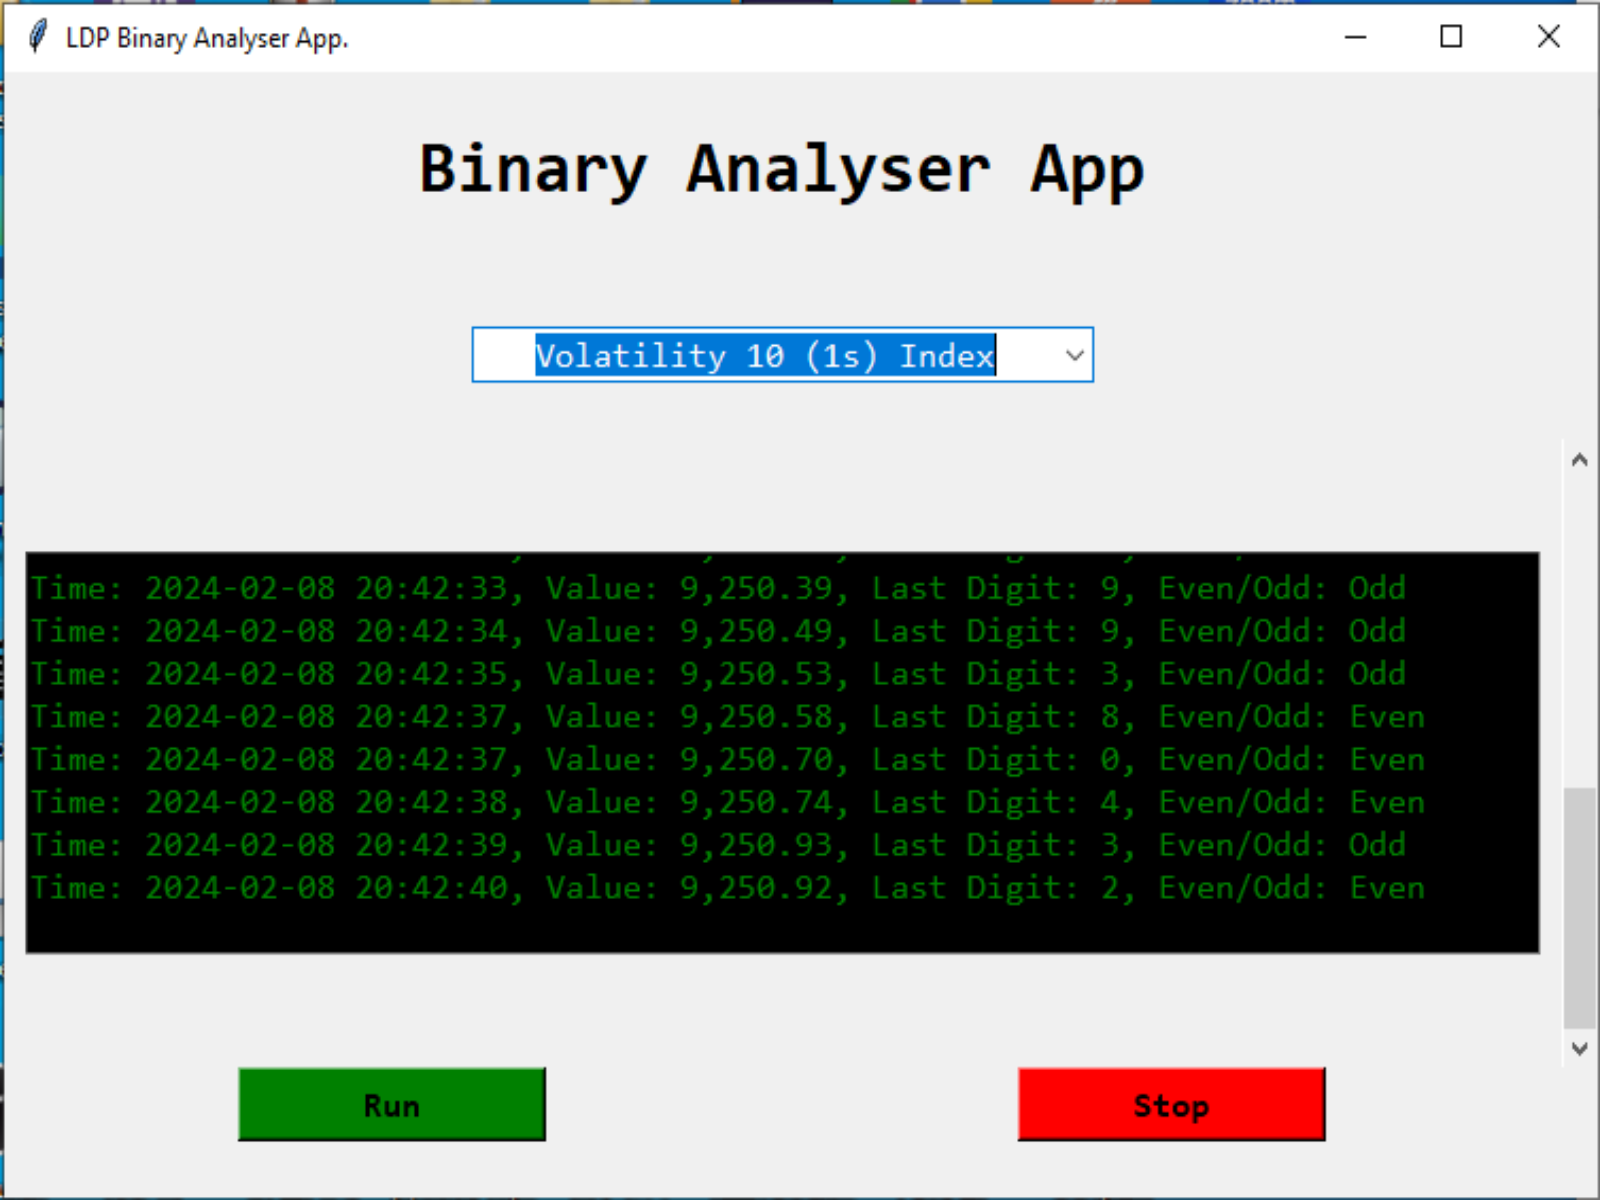 LDP Binary Analyser App.
Binary Analyser App
Volatility 10 (1s) Index
Time: 2024-02-08 20:42:33, Value: 9,250.39, Last Digit: 9, Even/Odd: Odd
Time: 2024-02-08 20:42:34, Value: 9,250.49, Last Digit: 9, Even/Odd: Odd
Time: 2024-02-08 20:42:35, Value: 9,250.53, Last Digit: 3, Even/Odd: Odd
Time: 2024-02-08 20:42:37, Value: 9,250.58, Last Digit: 8, Even/Odd: Even
Time: 2024-02-08 20:42:37, Value: 9,250.70, Last Digit: 0, Even/Odd: Even
Time: 2024-02-08 20:42:38, Value: 9,250.74, Last Digit: 4, Even/Odd: Even
Time: 2024-02-08 20:42:39, Value: 9,250.93, Last Digit: 3, Even/Odd: Odd
Time: 2024-02-08 20:42:40, Value: 9,250.92, Last Digit: 2, Even/Odd: Even
Run
Stop